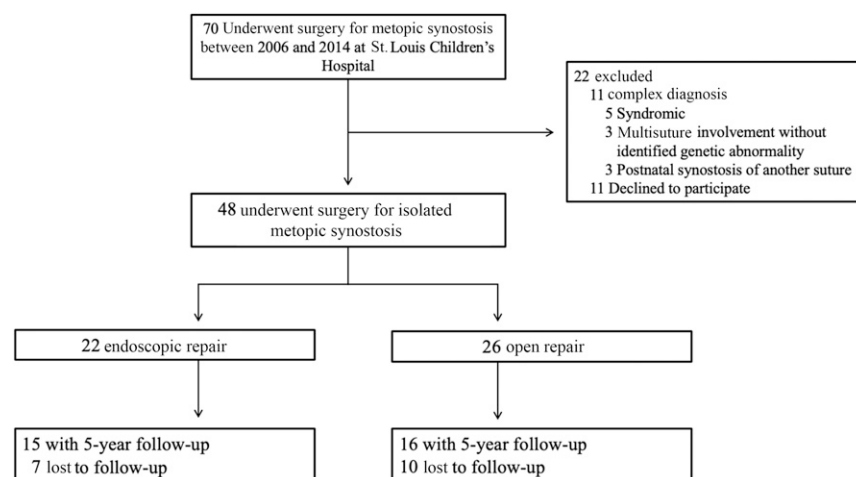 70 Underwent surgery for metopic synostosis
between 2006 and 2014 at St. Louis Children's
Hospital
22 excluded
11 complex diagnosis
5 Syndromic
3 Multisuture involvement without
identified genetic abnormality
3 Postnatal synostosis of another suture
11 Declined to participate
48 underwent surgery for isolated
metopic synostosis
22 endoscopic repair
26 open repair
15 with 5-year follow-up
7 lost to follow-up
16 with 5-year follow-up
10 lost to follow-up